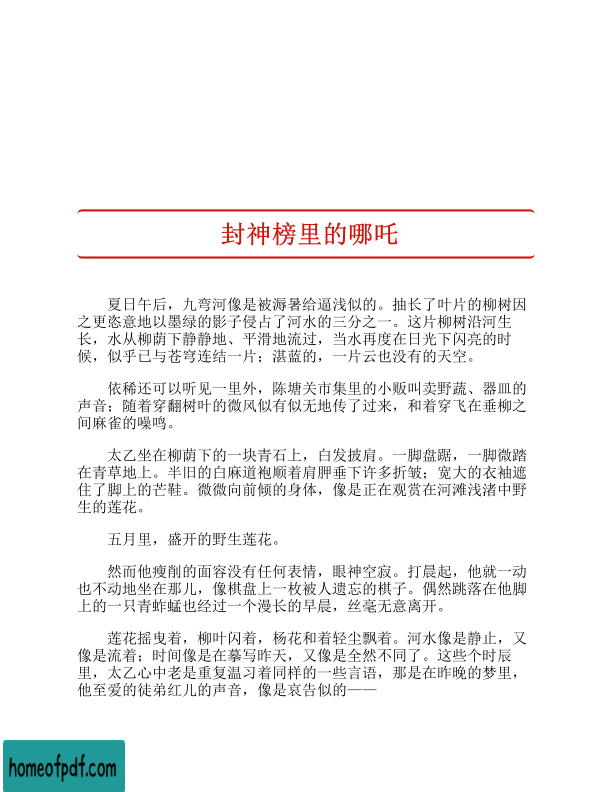 封神榜里的哪吒
夏日午后，九弯河像是被溽暑给逼浅似的。抽长了叶片的柳树因
之更恣意地以墨绿的影子侵占了河水的三分之一。这片柳树沿河生
长，水从柳荫下静静地、平滑地流过，当水再度在日光下闪亮的时
候，似乎已与苍穹连结一片；湛蓝的，一片云也没有的天空。
依稀还可以听见一里外，陈塘关市集里的小贩叫卖野蔬、器皿的
声音；随着穿翻树叶的微风似有似无地传了过来，和着穿飞在垂柳之
间麻雀的噪鸣。
太乙坐在柳荫下的一块青石上，白发披肩。一脚盘踞，一脚微踏
在青草地上。半旧的白麻道袍顺着肩胛垂下许多折皱；宽大的衣袖遮
住了脚上的芒鞋。微微向前倾的身体，像是正在观赏在河滩浅渚中野
生的莲花。
五月里，盛开的野生莲花。
然而他瘦削的面容没有任何表情，眼神空寂。打晨起，他就一动
也不动地坐在那儿，像棋盘上一枚被人遗忘的棋子。偶然跳落在他脚
上的一只青蚱蜢也经过一个漫长的早晨，丝毫无意离开。
莲花摇曳着，柳叶闪着，杨花和着轻尘飘着。河水像是静止，又
像是流着；时间像是在摹写昨天，又像是全然不同了。这些个时辰
里，太乙心中老是重复温习着同样的一些言语，那是在昨晚的梦里，
他至爱的徒弟红儿的声音，像是哀告似的——
homeofpdf.com